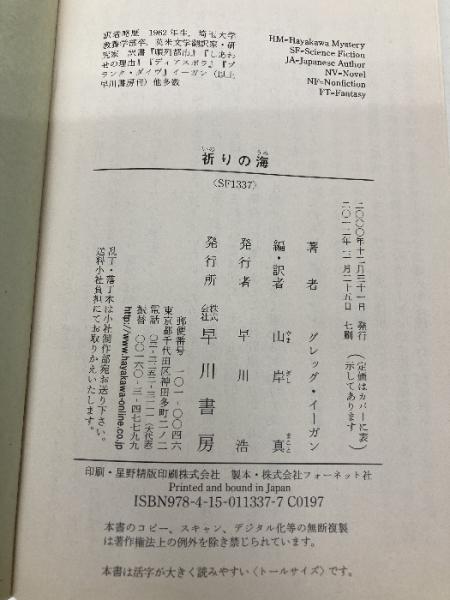 訳者略歴 1962年生，埼玉大学
教養学部卒，英米文学翻訳家・研
究家 訳書『順列都市』『しあわ
せの理由』『ディアスポラ』『プ
ランク・ダイヴ』イーガン（以上
早川書房刊）他多数
HM=Hayakawa Mystery
SF=Science Fiction
JA=Japanese Author
NV=Novel
NF=Nonfiction
FT=Fantasy
いの うみ
祈りの海
〈SF1337〉
二〇〇〇年十二月三十一日 発行
二〇一二年 二月二十五日 七刷
（定価はカバーに表示してあります）
著者 グレッグ・イーガン
編・訳者 山岸真
やま ぎし まこと
発行者 早川浩
発行所 株式会社 早川書房
郵便番号 一〇一-〇〇四六
東京都千代田区神田多町二ノ二
電話 〇三-三二五二-三一一一（大代表）
振替 〇〇一六〇-三-四七七九九
http://www.hayakawa-online.co.jp
乱丁・落丁本は小社制作部宛お送り下さい。
送料小社負担にてお取りかえいたします。
印刷・星野精版印刷株式会社 製本・株式会社フォーネット社
Printed and bound in Japan
ISBN978-4-15-011337-7 C0197
本書のコピー、スキャン、デジタル化等の無断複製
は著作権法上の例外を除き禁じられています。
本書は活字が大きく読みやすい〈トールサイズ〉です。